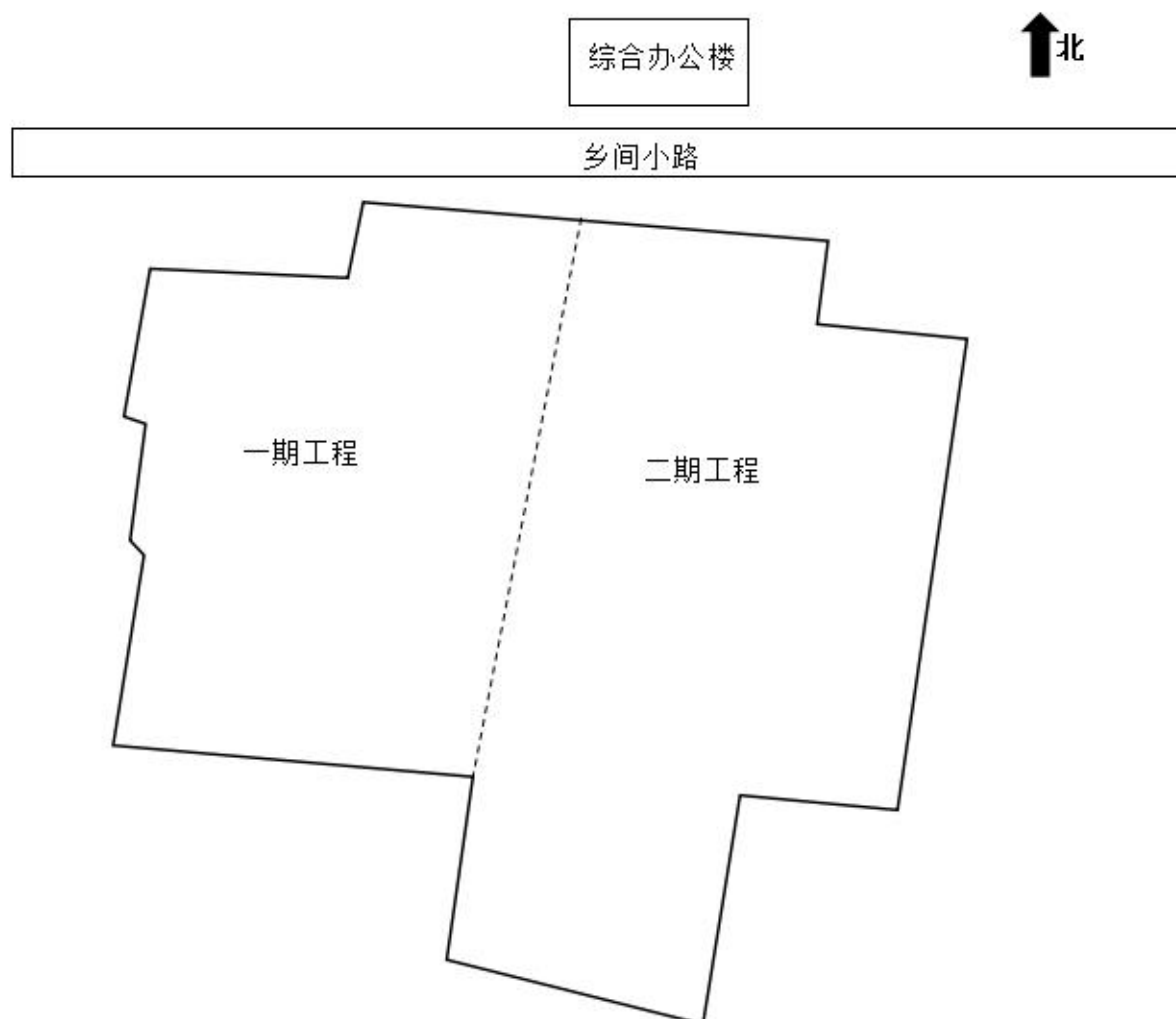 综合办公楼
北
乡间小路
一期工程
二期工程